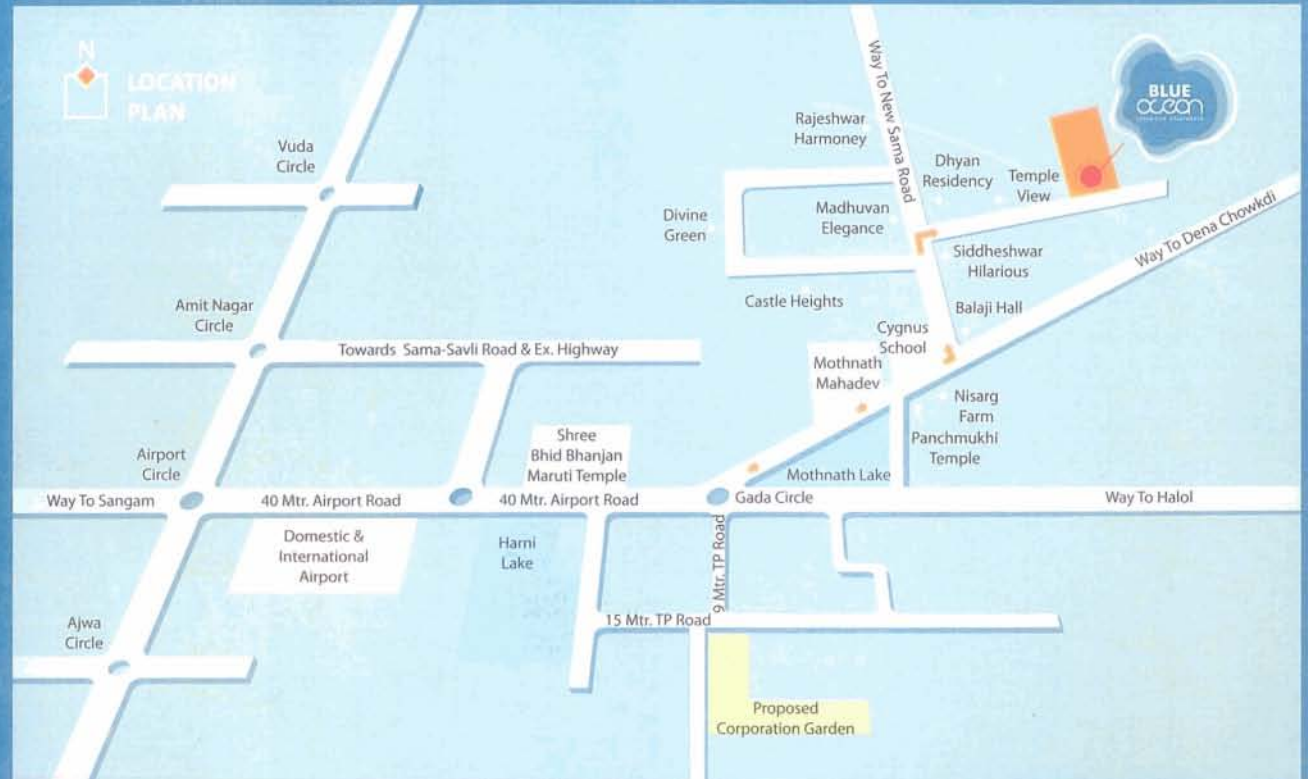 N
LOCATION
PLAN
BLUE
ocean
Way To New Sama Road
Rajeshwar
Harmoney
Vuda
Circle
Dhyan
Residency
Temple
View
Divine
Green
Madhuvan
Elegance
Siddheshwar
Hilarious
Way To Dena Chowkdi
Amit Nagar
Circle
Castle Heights
Balaji Hall
Cygnus
School
Towards Sama-Savli Road & Ex. Highway
Mothnath
Mahadev
Nisarg
Farm
Panchmukhi
Temple
Shree
Bhid Bhanjan
Maruti Temple
Airport
Circle
Mothnath Lake
Way To Sangam
40 Mtr. Airport Road
40 Mtr. Airport Road
Gada Circle
Way To Halol
Domestic &
International
Airport
Harni
Lake
9 Mtr. TP Road
15 Mtr. TP Road
Ajwa
Circle
Proposed
Corporation Garden